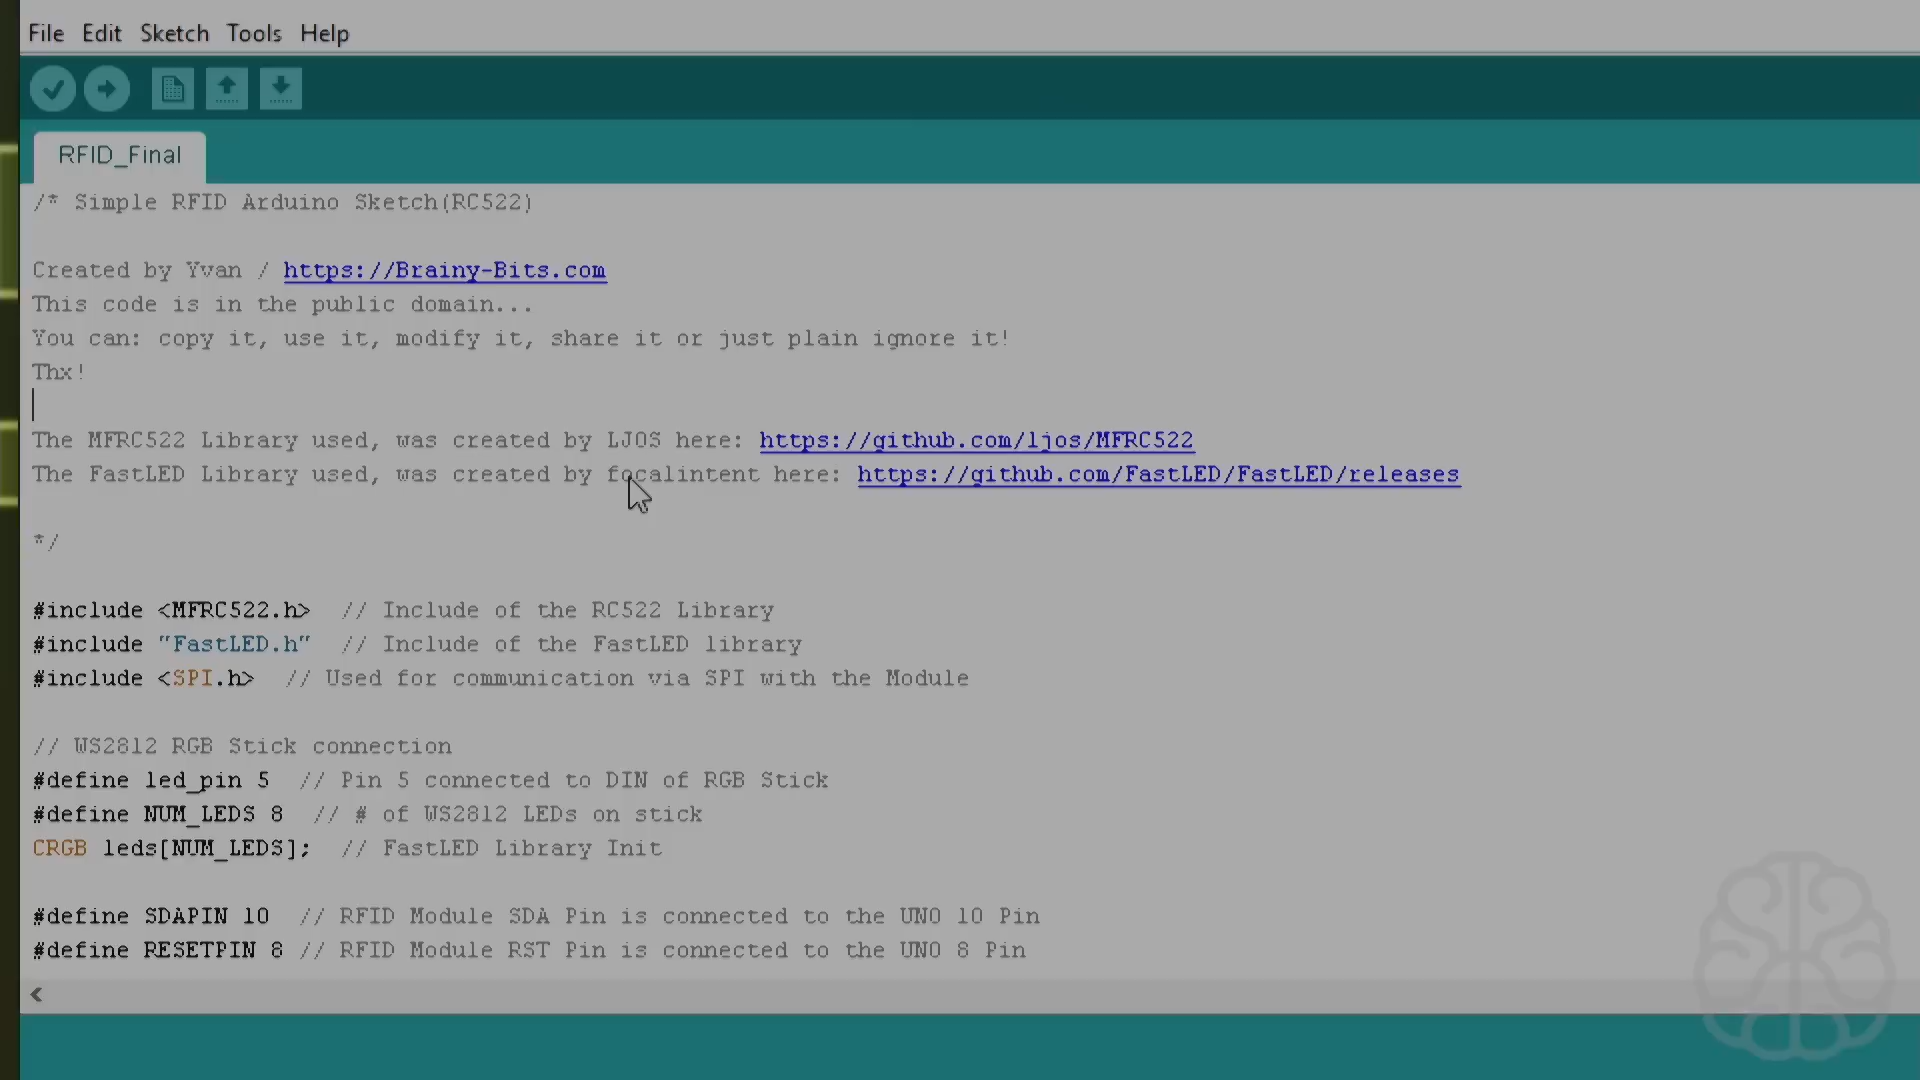 File Edit Sketch Tools Help
RFID_Final
/* Simple RFID Arduino Sketch(RC522)
Created by Yvan / https://Brainy-Bits.com
This code is in the public domain...
You can: copy it, use it, modify it, share it or just plain ignore it!
Thx!
The MFRC522 Library used, was created by LJOS here: https://github.com/ljos/MFRC522
The FastLED Library used, was created by focalintent here: https://github.com/FastLED/FastLED/releases
*/
#include <MFRC522.h>  // Include of the RC522 Library
#include "FastLED.h"  // Include of the FastLED library
#include <SPI.h>  // Used for communication via SPI with the Module
// WS2812 RGB Stick connection
#define led_pin 5  // Pin 5 connected to DIN of RGB Stick
#define NUM_LEDS 8  // # of WS2812 LEDs on stick
CRGB leds[NUM_LEDS];  // FastLED Library Init
#define SDAPIN 10  // RFID Module SDA Pin is connected to the UNO 10 Pin
#define RESETPIN 8 // RFID Module RST Pin is connected to the UNO 8 Pin